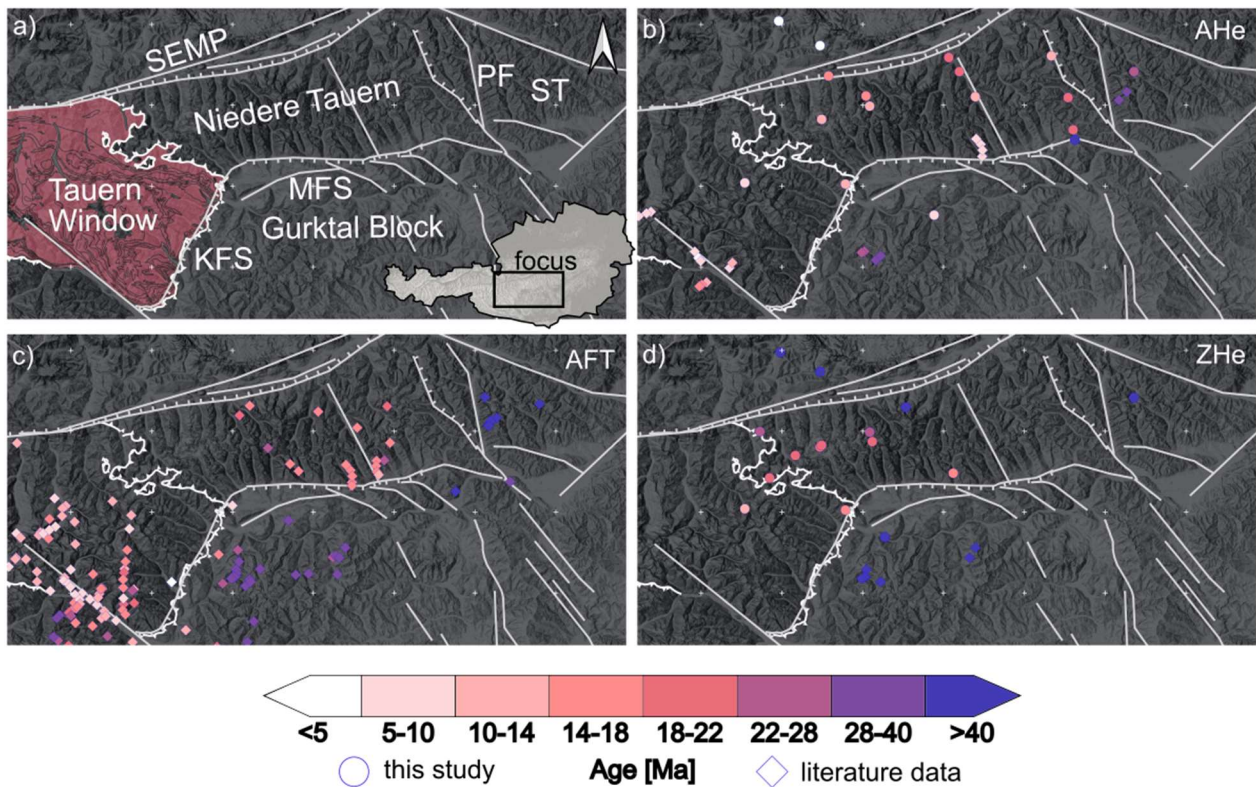 a)
SEMP
PF
ST
Niedere Tauern
Tauern
Window
MFS
Gurktal Block
KFS
focus
b)
AHe
c)
AFT
d)
ZHe
<5
5-10
10-14
14-18
18-22
22-28
28-40
>40
this study
Age [Ma]
literature data